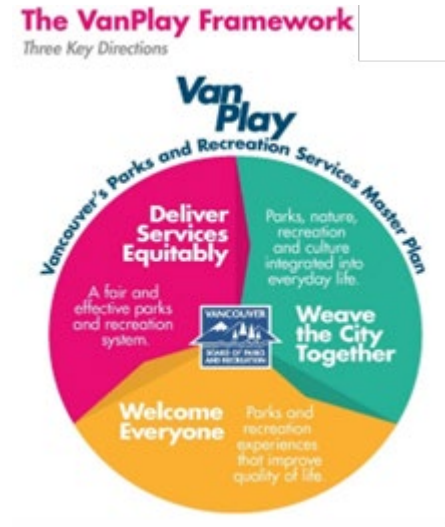 The VanPlay Framework
Three Key Directions
Van
Play
Vancouver's Parks and Recreation Services Master Plan
Deliver
Services
Equitably
A fair and
effective parks
and recreation
system.
Parks, nature,
recreation
and culture
integrated into
everyday life.
Weave
the City
Together
VANCOUVER
BOARD OF PARKS
AND RECREATION
Welcome
Everyone
Parks and
recreation
experiences
that improve
quality of life.